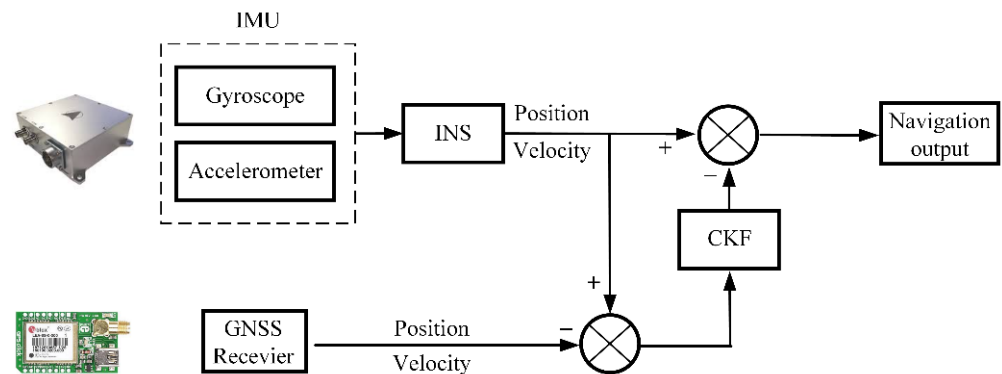 IMU
Gyroscope
Accelerometer
INS
Position
Velocity
+
−
Navigation
output
CKF
+
−
GNSS
Recevier
Position
Velocity